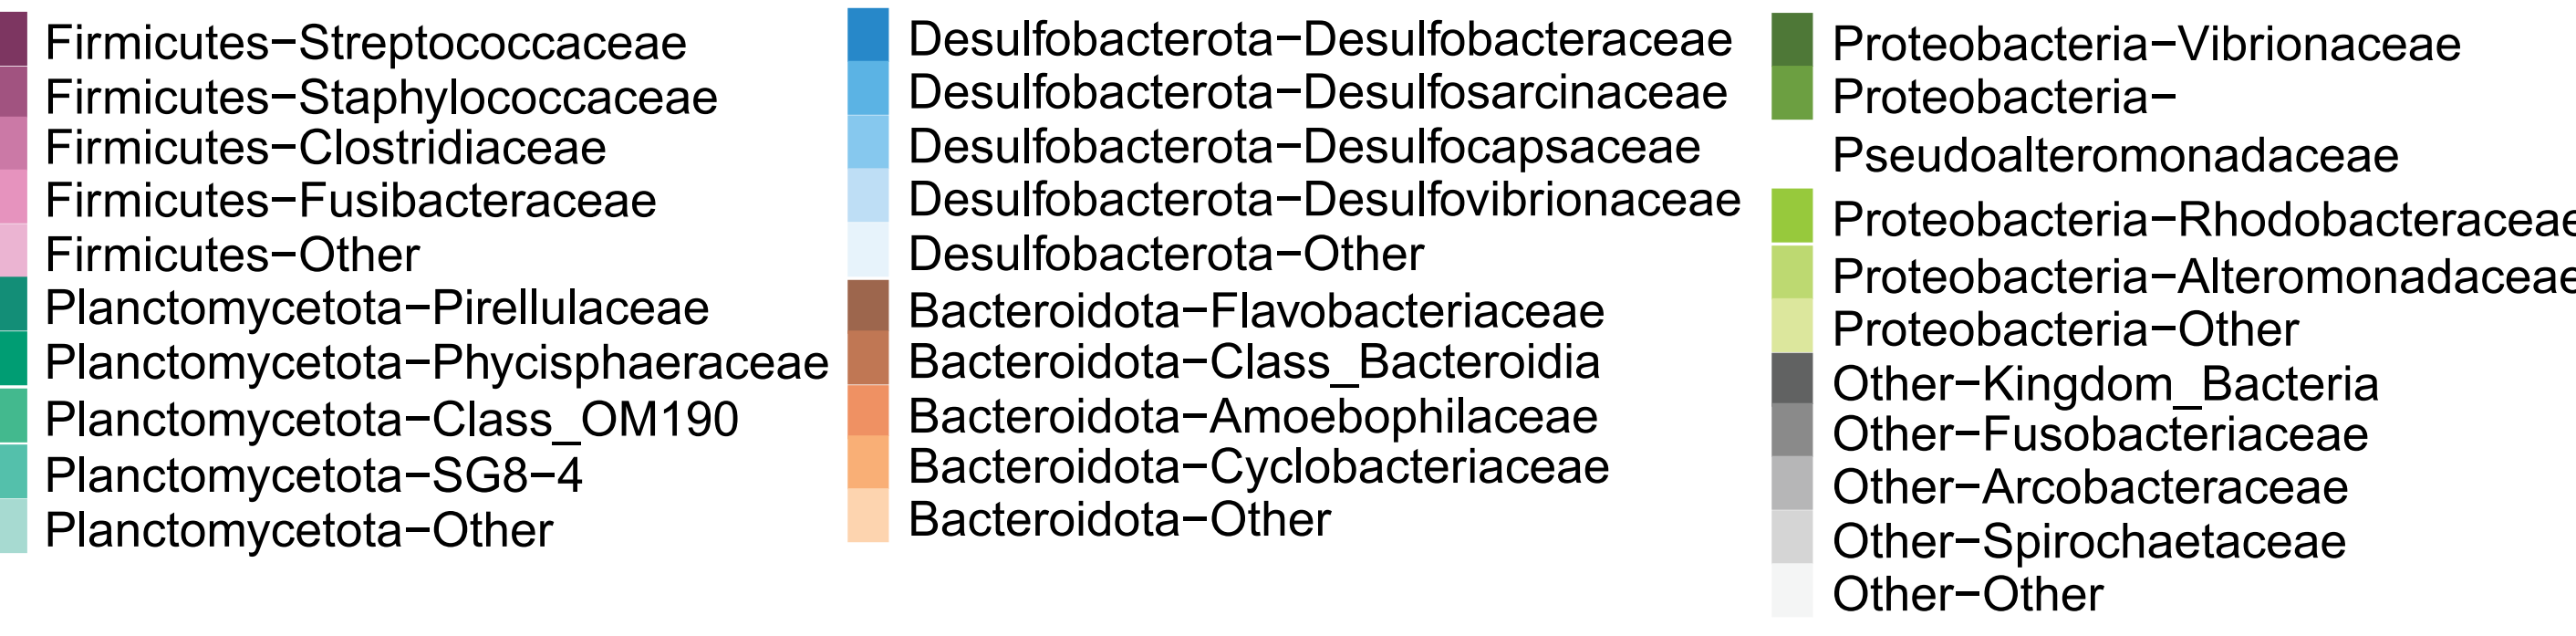 Firmicutes−Streptococcaceae
Firmicutes−Staphylococcaceae
Firmicutes−Clostridiaceae
Firmicutes−Fusibacteraceae
Firmicutes−Other
Planctomycetota−Pirellulaceae
Planctomycetota−Phycisphaeraceae
Planctomycetota−Class_OM190
Planctomycetota−SG8−4
Planctomycetota−Other
Desulfobacterota−Desulfobacteraceae
Desulfobacterota−Desulfosarcinaceae
Desulfobacterota−Desulfocapsaceae
Desulfobacterota−Desulfovibrionaceae
Desulfobacterota−Other
Bacteroidota−Flavobacteriaceae
Bacteroidota−Class_Bacteroidia
Bacteroidota−Amoebophilaceae
Bacteroidota−Cyclobacteriaceae
Bacteroidota−Other
Proteobacteria−Vibrionaceae
Proteobacteria−
Pseudoalteromonadaceae
Proteobacteria−Rhodobacteraceae
Proteobacteria−Alteromonadaceae
Proteobacteria−Other
Other−Kingdom_Bacteria
Other−Fusobacteriaceae
Other−Arcobacteraceae
Other−Spirochaetaceae
Other−Other